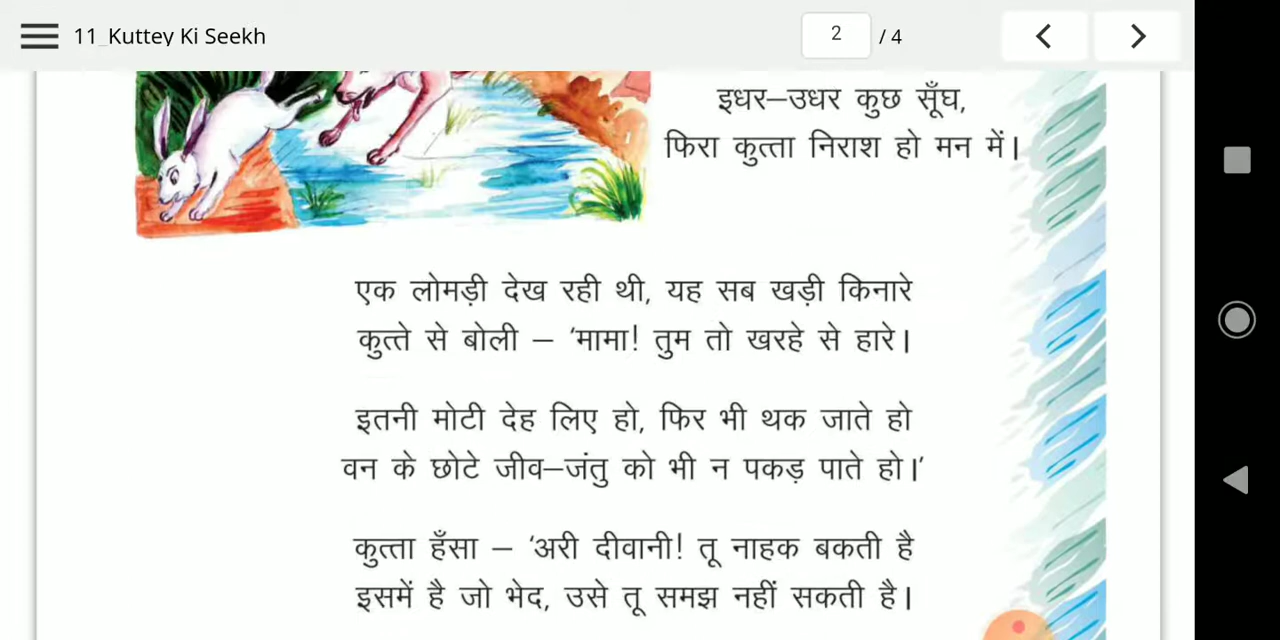 11_Kuttey Ki Seekh
2 / 4
इधर–उधर कुछ सूँघ,
फिरा कुत्ता निराश हो मन में।
एक लोमड़ी देख रही थी, यह सब खड़ी किनारे
कुत्ते से बोली – ‘मामा! तुम तो खरहे से हारे।
इतनी मोटी देह लिए हो, फिर भी थक जाते हो
वन के छोटे जीव–जंतु को भी न पकड़ पाते हो।’
कुत्ता हँसा – ‘अरी दीवानी! तू नाहक बकती है
इसमें है जो भेद, उसे तू समझ नहीं सकती है।